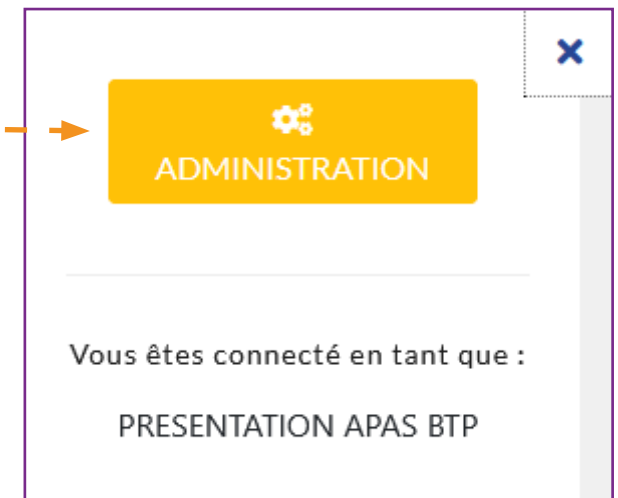 ADMINISTRATION
Vous êtes connecté en tant que :
PRESENTATION APAS BTP